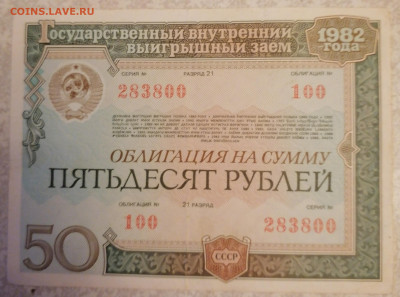 COINS.LAVE.RU
Государственный внутренний
выигрышный заем
1982
года
СЕРИЯ № РАЗРЯД 21 ОБЛИГАЦИЯ №
283800 100
ОБЛИГАЦИЯ НА СУММУ
ПЯТЬДЕСЯТ РУБЛЕЙ
ОБЛИГАЦИЯ № 21 РАЗРЯД СЕРИЯ №
100 283800
50
СССР